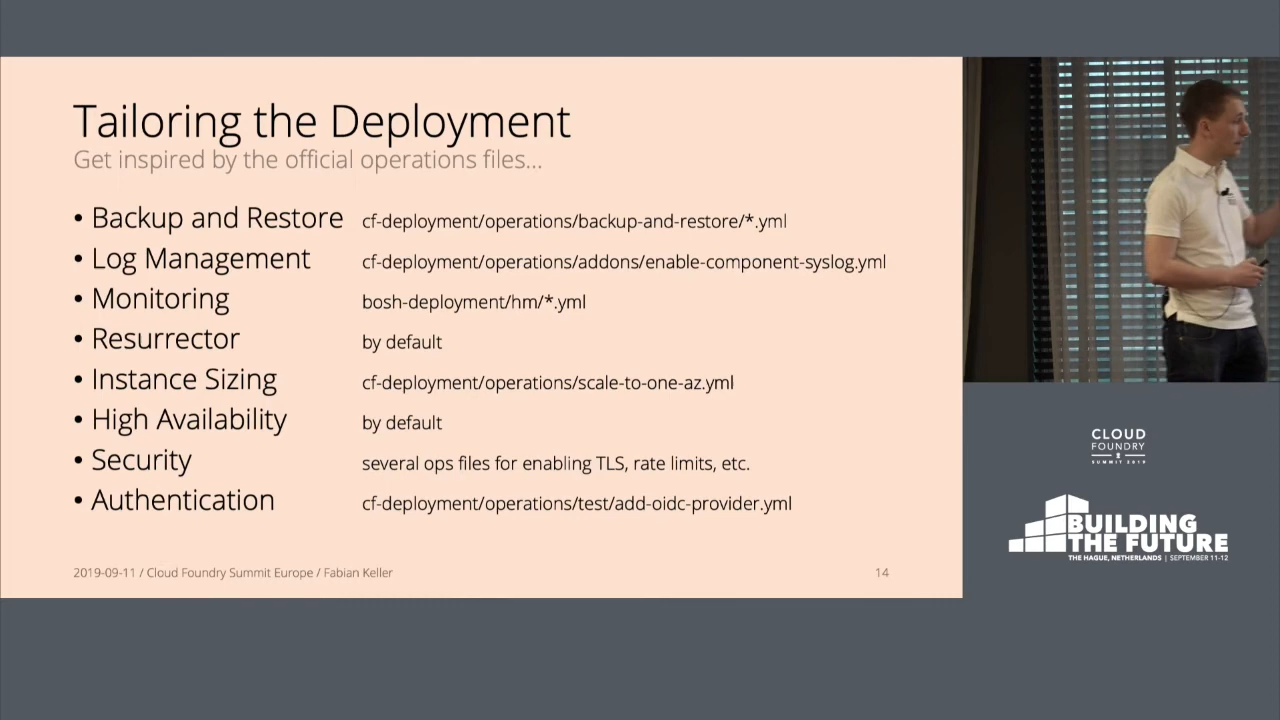 Tailoring the Deployment
Get inspired by the official operations files...
• Backup and Restore cf-deployment/operations/backup-and-restore/*.yml
• Log Management cf-deployment/operations/addons/enable-component-syslog.yml
• Monitoring bosh-deployment/hm/*.yml
• Resurrector by default
• Instance Sizing cf-deployment/operations/scale-to-one-az.yml
• High Availability by default
• Security several ops files for enabling TLS, rate limits, etc.
• Authentication cf-deployment/operations/test/add-oidc-provider.yml
2019-09-11 / Cloud Foundry Summit Europe / Fabian Keller 14
CLOUD
FOUNDRY
SUMMIT 2019
BUILDING
THE FUTURE
THE HAGUE, NETHERLANDS | SEPTEMBER 11-12